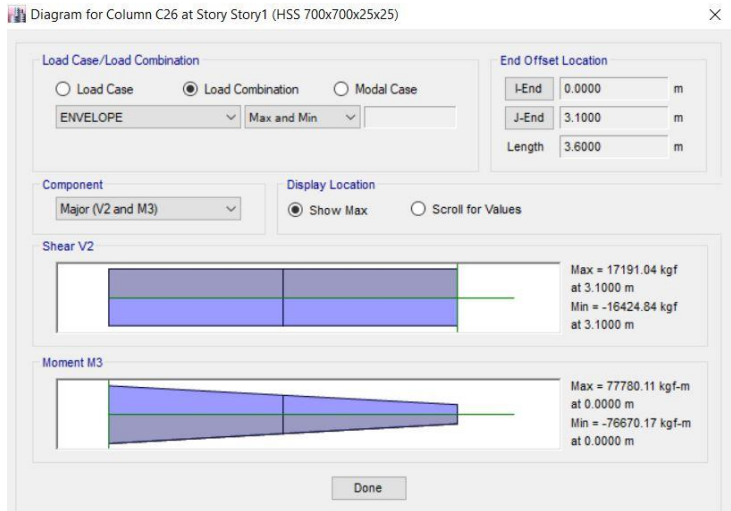 Diagram for Column C26 at Story Story1 (HSS 700x700x25x25)
Load Case/Load Combination
Load Case Load Combination Modal Case
ENVELOPE Max and Min
End Offset Location
I-End 0.0000 m
J-End 3.1000 m
Length 3.6000 m
Component
Major (V2 and M3)
Display Location
Show Max Scroll for Values
Shear V2
Max = 17191.04 kgf
at 3.1000 m
Min = -16424.84 kgf
at 3.1000 m
Moment M3
Max = 77780.11 kgf-m
at 0.0000 m
Min = -76670.17 kgf-m
at 0.0000 m
Done